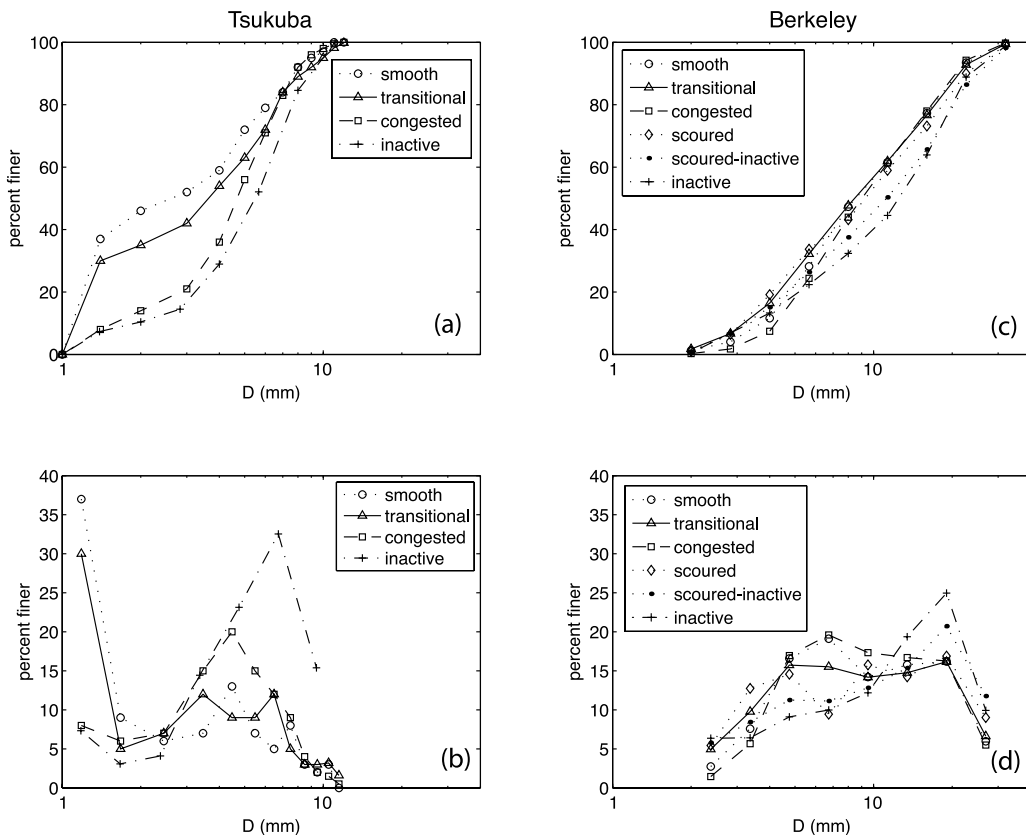 Tsukuba
100
80
60
40
20
0
percent finer
1
10
D (mm)
smooth
transitional
congested
inactive
(a)
Berkeley
100
80
60
40
20
0
percent finer
1
10
D (mm)
smooth
transitional
congested
scoured
scoured-inactive
inactive
(c)
40
35
30
25
20
15
10
5
0
percent finer
1
10
D (mm)
smooth
transitional
congested
inactive
(b)
40
35
30
25
20
15
10
5
0
percent finer
1
10
D (mm)
smooth
transitional
congested
scoured
scoured-inactive
inactive
(d)